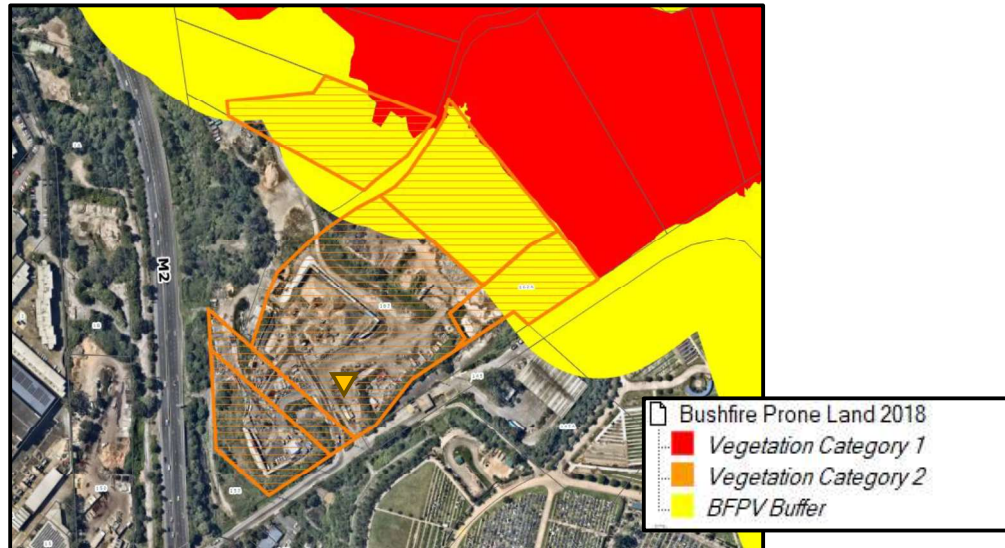 M2
Bushfire Prone Land 2018
Vegetation Category 1
Vegetation Category 2
BFPV Buffer